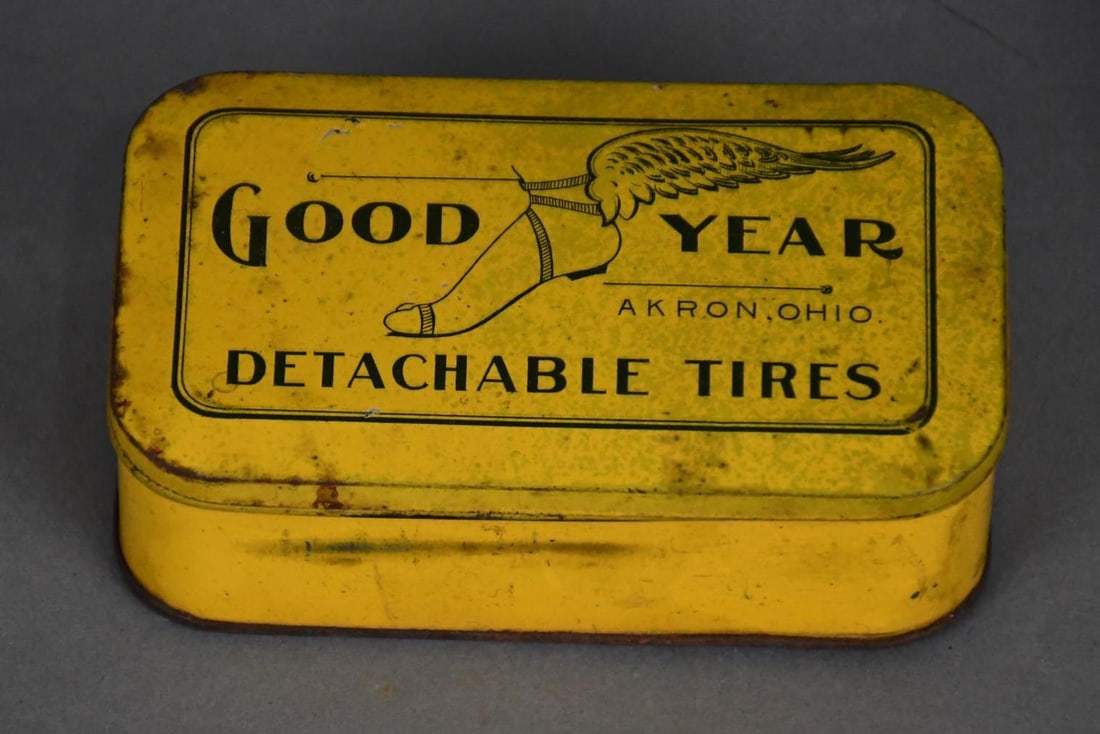 GOOD YEAR
AKRON, OHIO.
DETACHABLE TIRES.